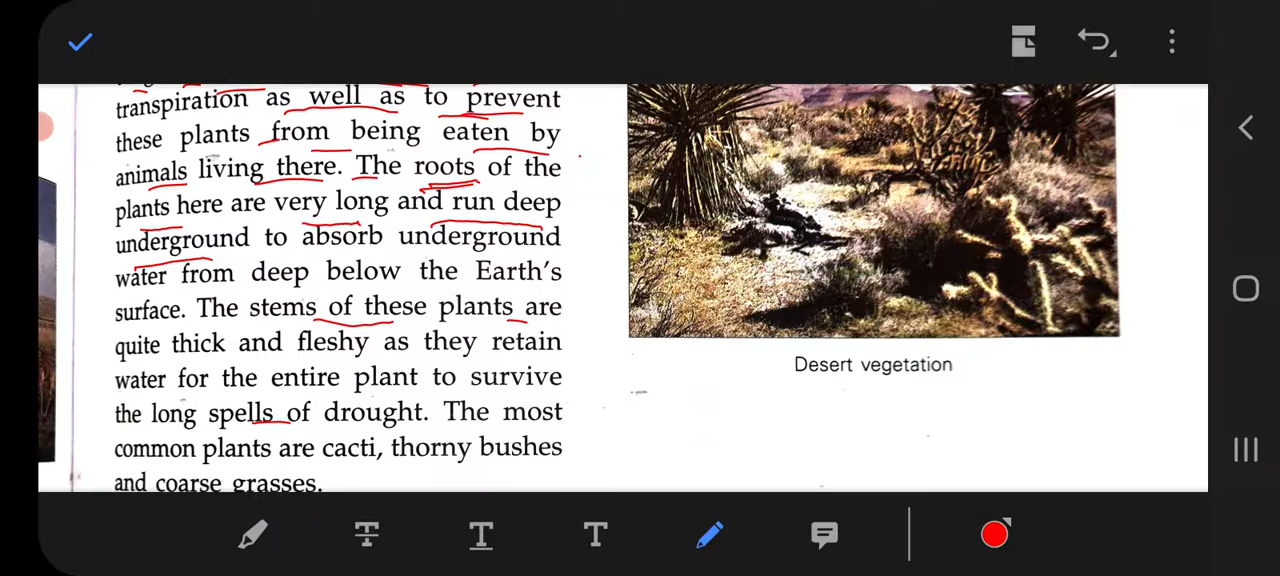 transpiration as well as to prevent
these plants from being eaten by
animals living there. The roots of the
plants here are very long and run deep
underground to absorb underground
water from deep below the Earth's
surface. The stems of these plants are
quite thick and fleshy as they retain
water for the entire plant to survive
the long spells of drought. The most
common plants are cacti, thorny bushes
and coarse grasses.
Desert vegetation